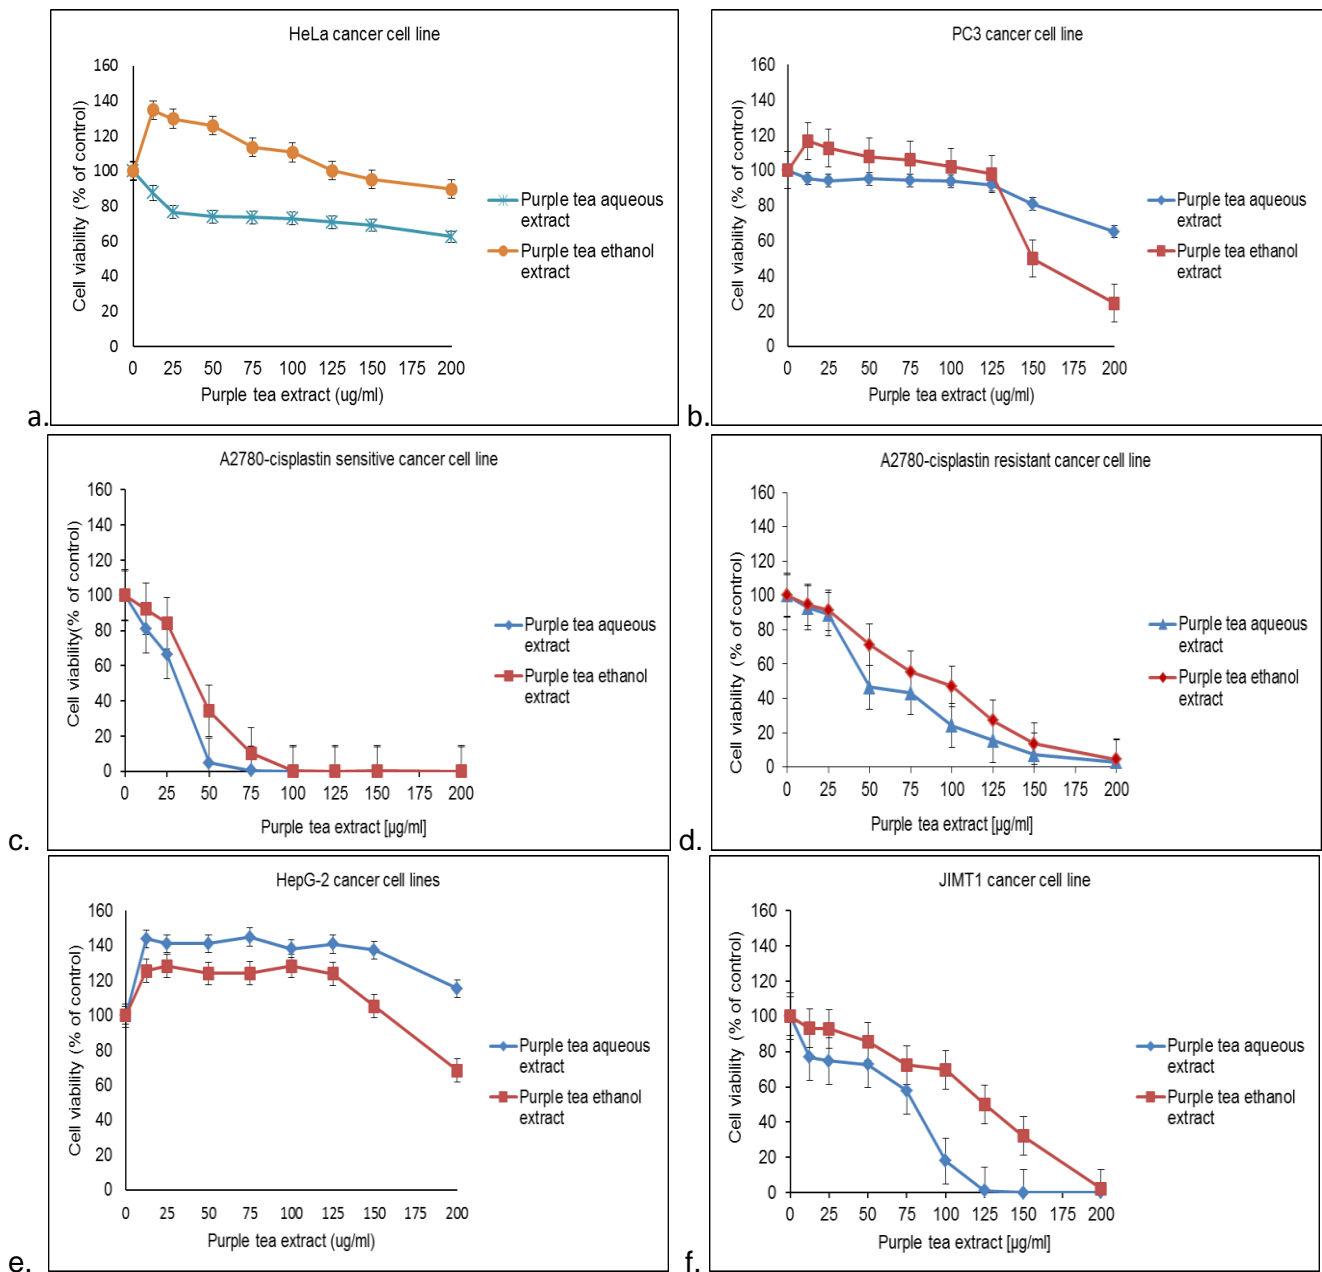 HeLa cancer cell line
Cell viability (% of control)
160
140
120
100
80
60
40
20
0
0 25 50 75 100 125 150 175 200
Purple tea extract (ug/ml)
Purple tea aqueous
extract
Purple tea ethanol
extract
a.
PC3 cancer cell line
Cell viability (% of control)
160
140
120
100
80
60
40
20
0
0 25 50 75 100 125 150 175 200
Purple tea extract (ug/ml)
Purple tea aqueous
extract
Purple tea ethanol
extract
b.
A2780-cisplastin sensitive cancer cell line
Cell viability(% of control)
160
140
120
100
80
60
40
20
0
0 25 50 75 100 125 150 175 200
Purple tea extract [µg/ml]
Purple tea aqueous
extract
Purple tea ethanol
extract
c.
A2780-cisplastin resistant cancer cell line
Cell viability (% of control)
160
140
120
100
80
60
40
20
0
0 25 50 75 100 125 150 175 200
Purple tea extract [µg/ml]
Purple tea aqueous
extract
Purple tea ethanol
extract
d.
HepG-2 cancer cell lines
Cell viability (% of control)
160
140
120
100
80
60
40
20
0
0 25 50 75 100 125 150 175 200
Purple tea extract (ug/ml)
Purple tea aqueous
extract
Purple tea ethanol
extract
e.
JIMT1 cancer cell line
Cell viability (% of control)
160
140
120
100
80
60
40
20
0
0 25 50 75 100 125 150 175 200
Purple tea extract [µg/ml]
Purple tea aqueous
extract
Purple tea ethanol
extract
f.